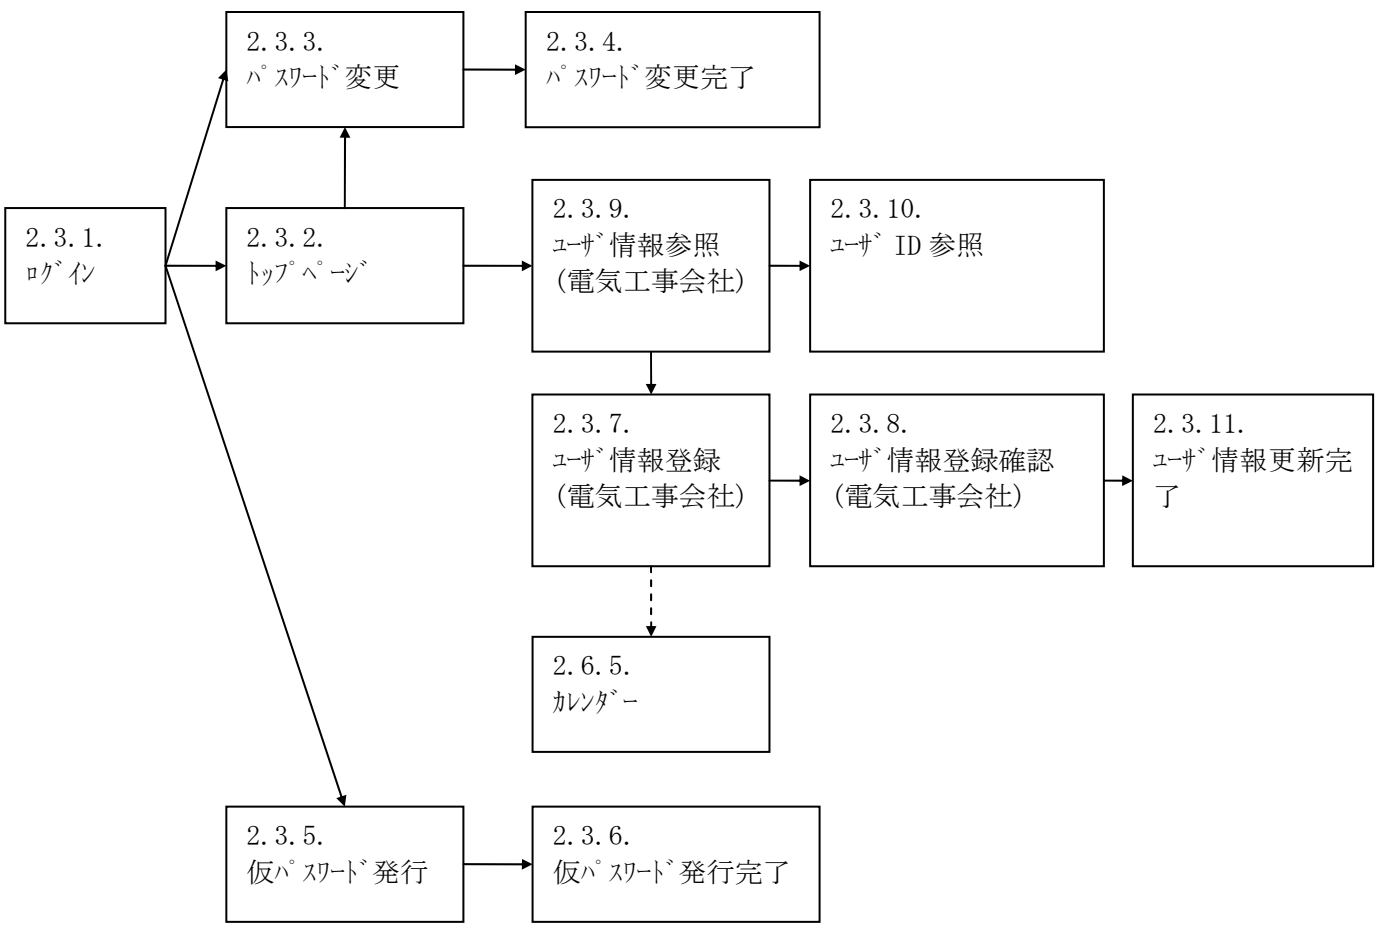 2.3.3.
ﾊﾟｽﾜｰﾄﾞ変更
2.3.4.
ﾊﾟｽﾜｰﾄﾞ変更完了
2.3.1.
ﾛｸﾞｲﾝ
2.3.2.
ﾄｯﾌﾟﾍﾟｰｼﾞ
2.3.9.
ﾕｰｻﾞ情報参照
(電気工事会社)
2.3.10.
ﾕｰｻﾞ ID 参照
2.3.7.
ﾕｰｻﾞ情報登録
(電気工事会社)
2.3.8.
ﾕｰｻﾞ情報登録確認
(電気工事会社)
2.3.11.
ﾕｰｻﾞ情報更新完
了
2.6.5.
ｶﾚﾝﾀﾞｰ
2.3.5.
仮ﾊﾟｽﾜｰﾄﾞ発行
2.3.6.
仮ﾊﾟｽﾜｰﾄﾞ発行完了